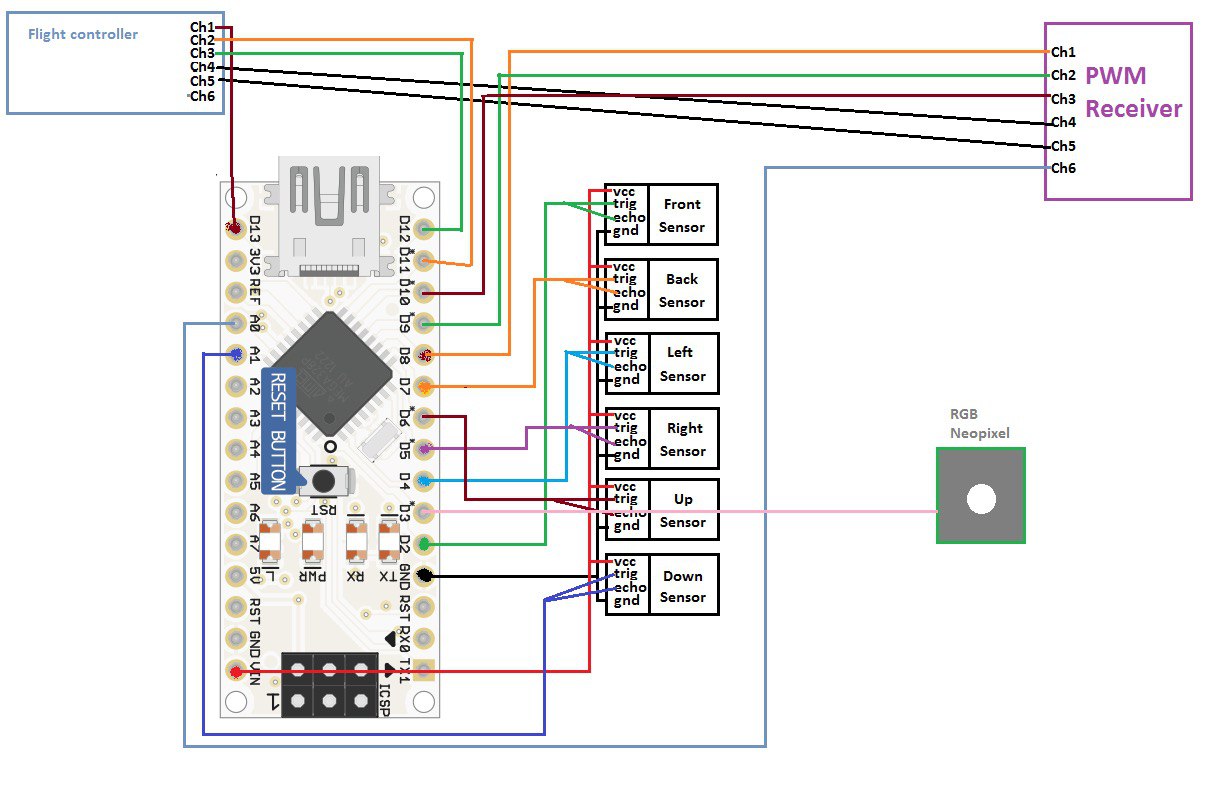 Flight controller
Ch1
Ch2
Ch3
Ch4
Ch5
Ch6
Ch1
Ch2
Ch3
Ch4
Ch5
Ch6
PWM
Receiver
D13
3V3
REF
A0
A1
A2
A3
A4
A5
A6
A7
5V
RST
GND
VIN
D12
D11*
D10*
D9*
D8
D7
D6*
D5*
D4
D3*
D2
GND
RST
RX0
TX1
RESET BUTTON
RST
L
PWR
RX
TX
1
ICSP
vcc
trig
echo
gnd
Front
Sensor
vcc
trig
echo
gnd
Back
Sensor
vcc
trig
echo
gnd
Left
Sensor
vcc
trig
echo
gnd
Right
Sensor
vcc
trig
echo
gnd
Up
Sensor
vcc
trig
echo
gnd
Down
Sensor
RGB
Neopixel